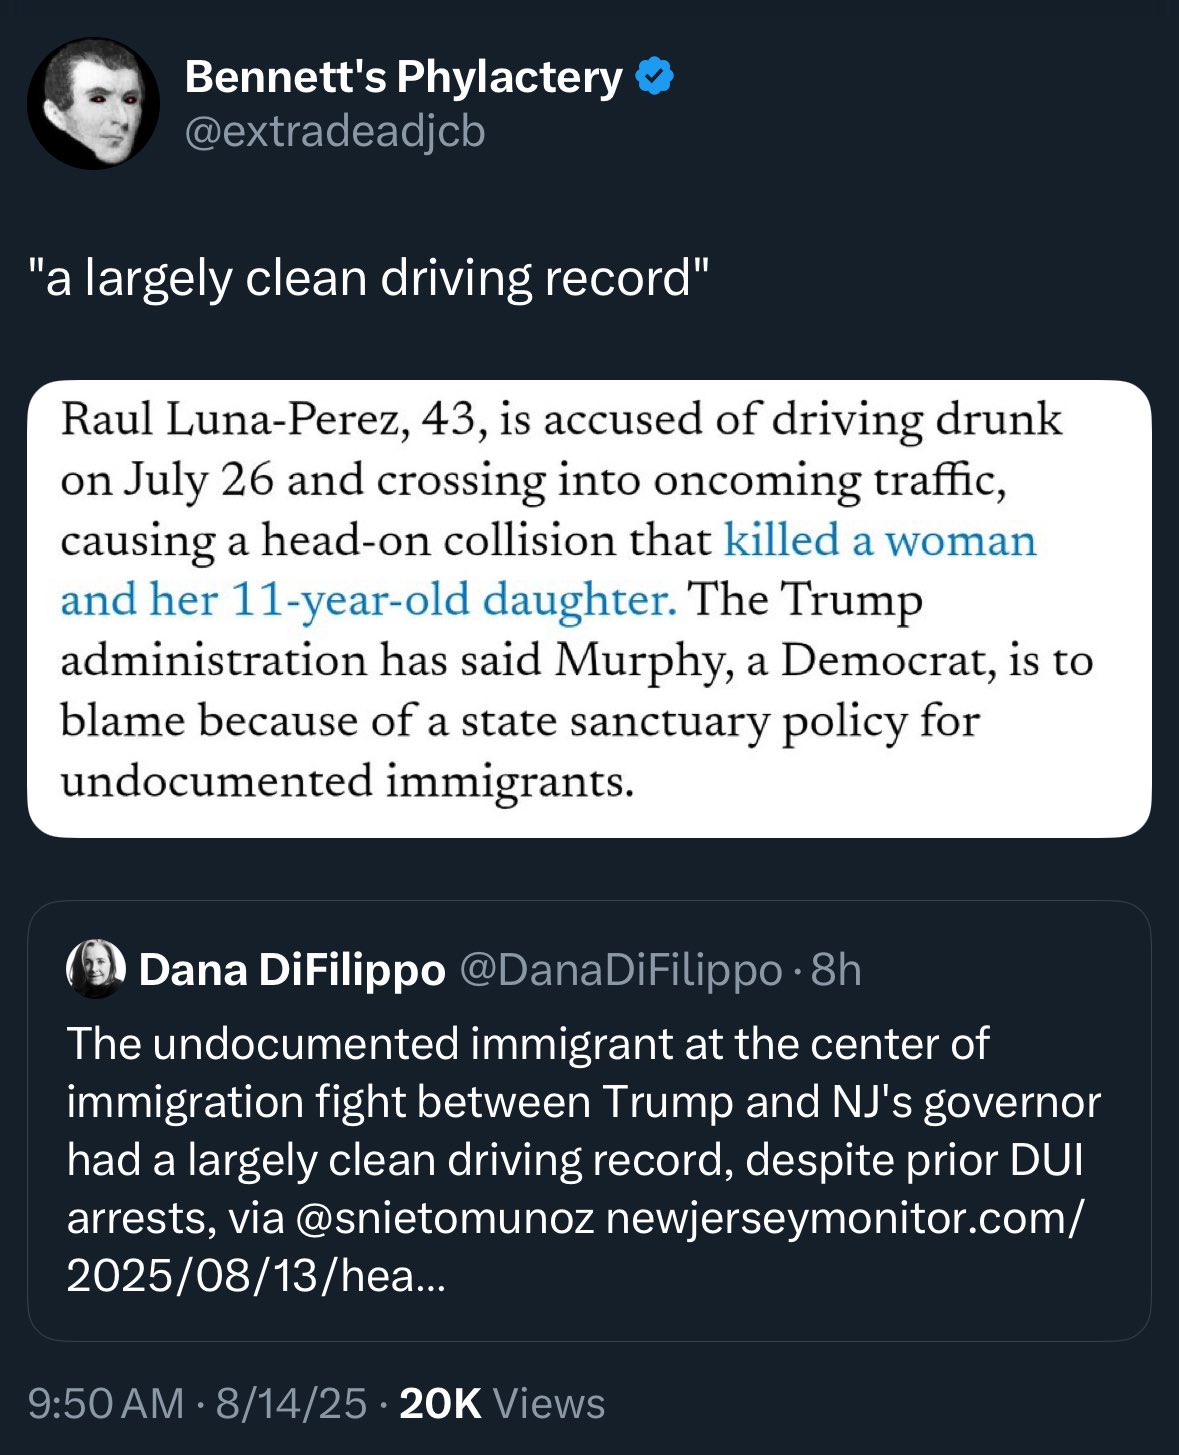 Bennett's Phylactery
@extradeadjcb
"a largely clean driving record"
Raul Luna-Perez, 43, is accused of driving drunk
on July 26 and crossing into oncoming traffic,
causing a head-on collision that killed a woman
and her 11-year-old daughter. The Trump
administration has said Murphy, a Democrat, is to
blame because of a state sanctuary policy for
undocumented immigrants.
Dana DiFilippo @DanaDiFilippo · 8h
The undocumented immigrant at the center of
immigration fight between Trump and NJ's governor
had a largely clean driving record, despite prior DUI
arrests, via @snietomunoz newjerseymonitor.com/
2025/08/13/hea...
9:50 AM · 8/14/25 · 20K Views